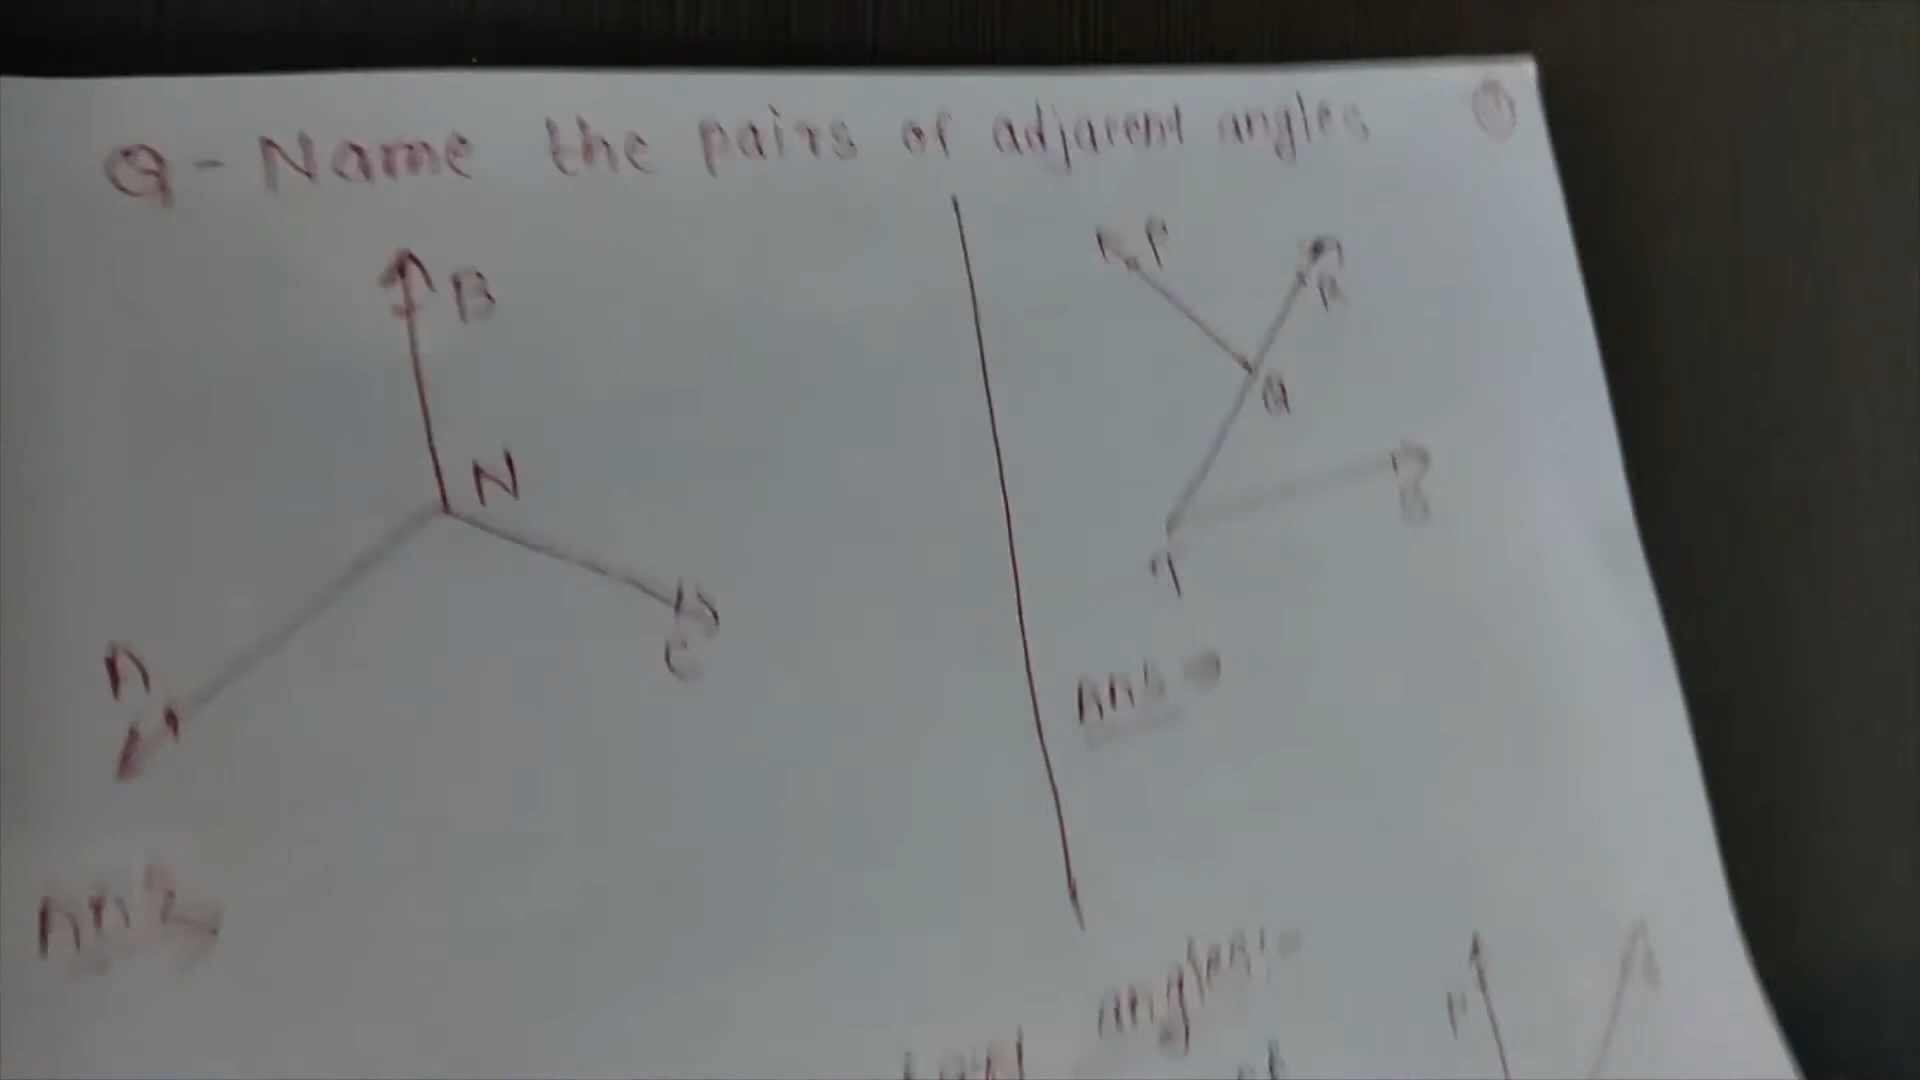 Q - Name the pairs of adjacent angles
B
N
A
C
Ans
P
R
Q
T
Ans
angles:-